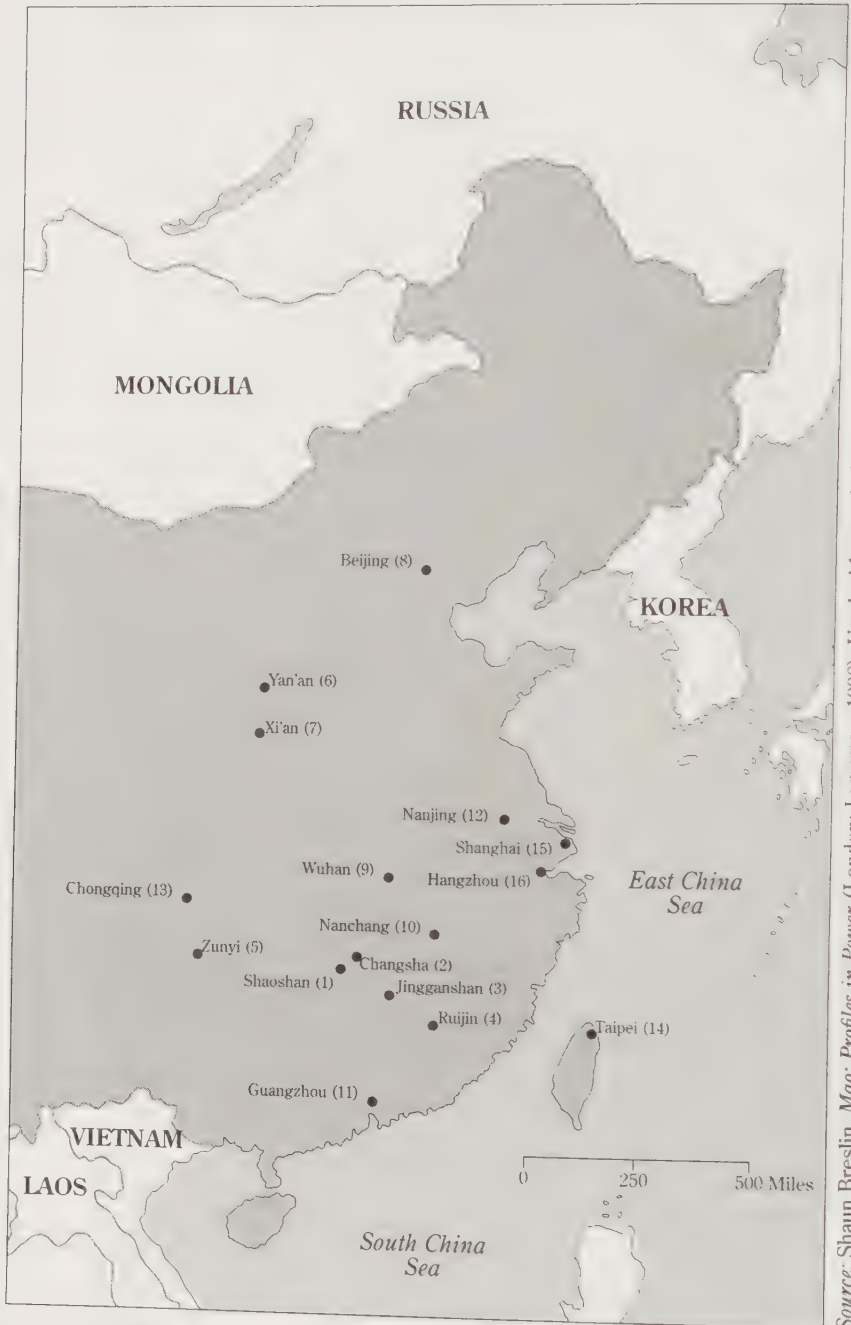 RUSSIA
MONGOLIA
Beijing (8)
KOREA
Yan'an (6)
Xi'an (7)
Nanjing (12)
Shanghai (15)
Wuhan (9)
Hangzhou (16)
East China
Sea
Chongqing (13)
Nanchang (10)
Zunyi (5)
Changsha (2)
Shaoshan (1)
Jingganshan (3)
Ruijin (4)
Taipei (14)
Guangzhou (11)
VIETNAM
LAOS
0 250 500 Miles
South China
Sea
Source: Shaun Breslin, Mao: Profiles in Power (London: